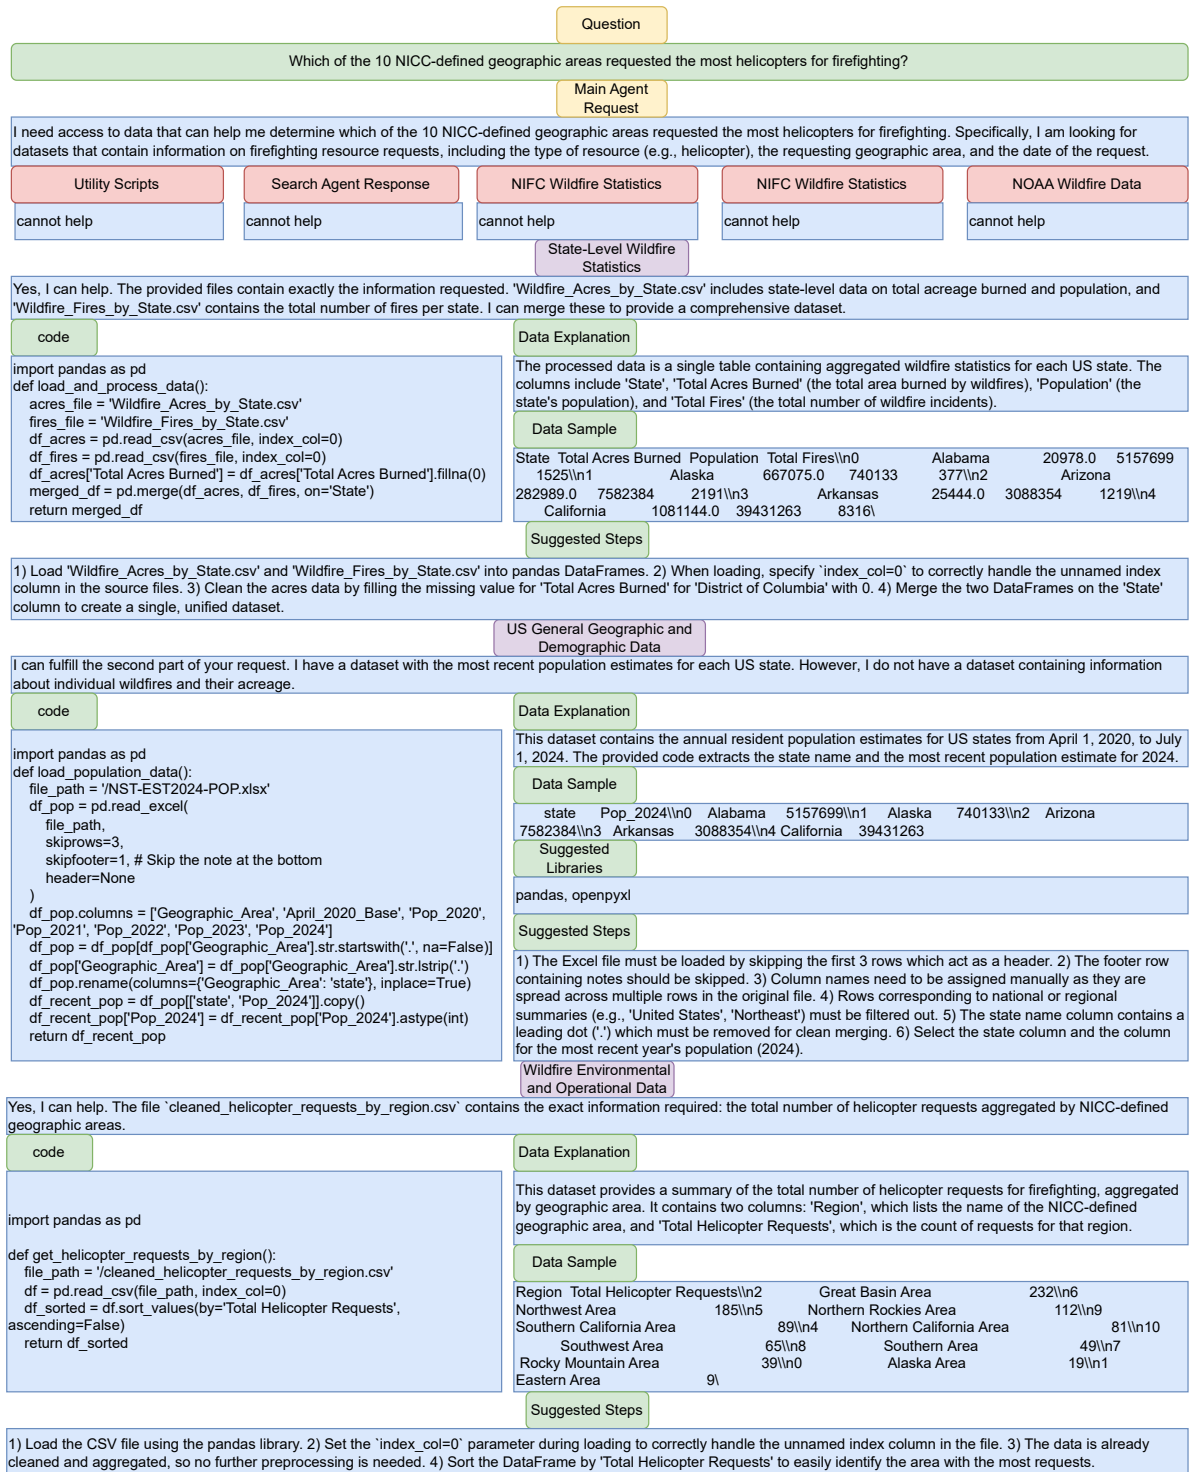 Question
Which of the 10 NICC-defined geographic areas requested the most helicopters for firefighting?
Main Agent
Request
I need access to data that can help me determine which of the 10 NICC-defined geographic areas requested the most helicopters for firefighting. Specifically, I am looking for
datasets that contain information on firefighting resource requests, including the type of resource (e.g., helicopter), the requesting geographic area, and the date of the request.
Utility Scripts
Search Agent Response
NIFC Wildfire Statistics
NIFC Wildfire Statistics
NOAA Wildfire Data
cannot help
cannot help
cannot help
cannot help
cannot help
State-Level Wildfire
Statistics
Yes, I can help. The provided files contain exactly the information requested. 'Wildfire_Acres_by_State.csv' includes state-level data on total acreage burned and population, and
'Wildfire_Fires_by_State.csv' contains the total number of fires per state. I can merge these to provide a comprehensive dataset.
code
import pandas as pd
def load_and_process_data():
    acres_file = 'Wildfire_Acres_by_State.csv'
    fires_file = 'Wildfire_Fires_by_State.csv'
    df_acres = pd.read_csv(acres_file, index_col=0)
    df_fires = pd.read_csv(fires_file, index_col=0)
    df_acres['Total Acres Burned'] = df_acres['Total Acres Burned'].fillna(0)
    merged_df = pd.merge(df_acres, df_fires, on='State')
    return merged_df
Data Explanation
The processed data is a single table containing aggregated wildfire statistics for each US state. The
columns include 'State', 'Total Acres Burned' (the total area burned by wildfires), 'Population' (the
state's population), and 'Total Fires' (the total number of wildfire incidents).
Data Sample
State  Total Acres Burned  Population  Total Fires\\n0    Alabama    20978.0    5157699
1525\\n1    Alaska    667075.0    740133    377\\n2    Arizona
282989.0    7582384    2191\\n3    Arkansas    25444.0    3088354    1219\\n4
California    1081144.0    39431263    8316\
Suggested Steps
1) Load 'Wildfire_Acres_by_State.csv' and 'Wildfire_Fires_by_State.csv' into pandas DataFrames. 2) When loading, specify `index_col=0` to correctly handle the unnamed index
column in the source files. 3) Clean the acres data by filling the missing value for 'Total Acres Burned' for 'District of Columbia' with 0. 4) Merge the two DataFrames on the 'State'
column to create a single, unified dataset.
US General Geographic and
Demographic Data
I can fulfill the second part of your request. I have a dataset with the most recent population estimates for each US state. However, I do not have a dataset containing information
about individual wildfires and their acreage.
code
import pandas as pd
def load_population_data():
    file_path = '/NST-EST2024-POP.xlsx'
    df_pop = pd.read_excel(
        file_path,
        skiprows=3,
        skipfooter=1, # Skip the note at the bottom
        header=None
    )
    df_pop.columns = ['Geographic_Area', 'April_2020_Base', 'Pop_2020',
'Pop_2021', 'Pop_2022', 'Pop_2023', 'Pop_2024']
    df_pop = df_pop[df_pop['Geographic_Area'].str.startswith('.', na=False)]
    df_pop['Geographic_Area'] = df_pop['Geographic_Area'].str.lstrip('.')
    df_pop.rename(columns={'Geographic_Area': 'state'}, inplace=True)
    df_recent_pop = df_pop[['state', 'Pop_2024']].copy()
    df_recent_pop['Pop_2024'] = df_recent_pop['Pop_2024'].astype(int)
    return df_recent_pop
Data Explanation
This dataset contains the annual resident population estimates for US states from April 1, 2020, to July
1, 2024. The provided code extracts the state name and the most recent population estimate for 2024.
Data Sample
state    Pop_2024\\n0    Alabama    5157699\\n1    Alaska    740133\\n2    Arizona
7582384\\n3    Arkansas    3088354\\n4 California    39431263
Suggested
Libraries
pandas, openpyxl
Suggested Steps
1) The Excel file must be loaded by skipping the first 3 rows which act as a header. 2) The footer row
containing notes should be skipped. 3) Column names need to be assigned manually as they are
spread across multiple rows in the original file. 4) Rows corresponding to national or regional
summaries (e.g., 'United States', 'Northeast') must be filtered out. 5) The state name column contains a
leading dot ('.') which must be removed for clean merging. 6) Select the state column and the column
for the most recent year's population (2024).
Wildfire Environmental
and Operational Data
Yes, I can help. The file `cleaned_helicopter_requests_by_region.csv` contains the exact information required: the total number of helicopter requests aggregated by NICC-defined
geographic areas.
code
import pandas as pd
def get_helicopter_requests_by_region():
    file_path = '/cleaned_helicopter_requests_by_region.csv'
    df = pd.read_csv(file_path, index_col=0)
    df_sorted = df.sort_values(by='Total Helicopter Requests',
ascending=False)
    return df_sorted
Data Explanation
This dataset provides a summary of the total number of helicopter requests for firefighting, aggregated
by geographic area. It contains two columns: 'Region', which lists the name of the NICC-defined
geographic area, and 'Total Helicopter Requests', which is the count of requests for that region.
Data Sample
Region  Total Helicopter Requests\\n2    Great Basin Area    232\\n6
Northwest Area    185\\n5    Northern Rockies Area    112\\n9
Southern California Area    89\\n4    Northern California Area    81\\n10
Southwest Area    65\\n8    Southern Area    49\\n7
Rocky Mountain Area    39\\n0    Alaska Area    19\\n1
Eastern Area    9\
Suggested Steps
1) Load the CSV file using the pandas library. 2) Set the `index_col=0` parameter during loading to correctly handle the unnamed index column in the file. 3) The data is already
cleaned and aggregated, so no further preprocessing is needed. 4) Sort the DataFrame by 'Total Helicopter Requests' to easily identify the area with the most requests.